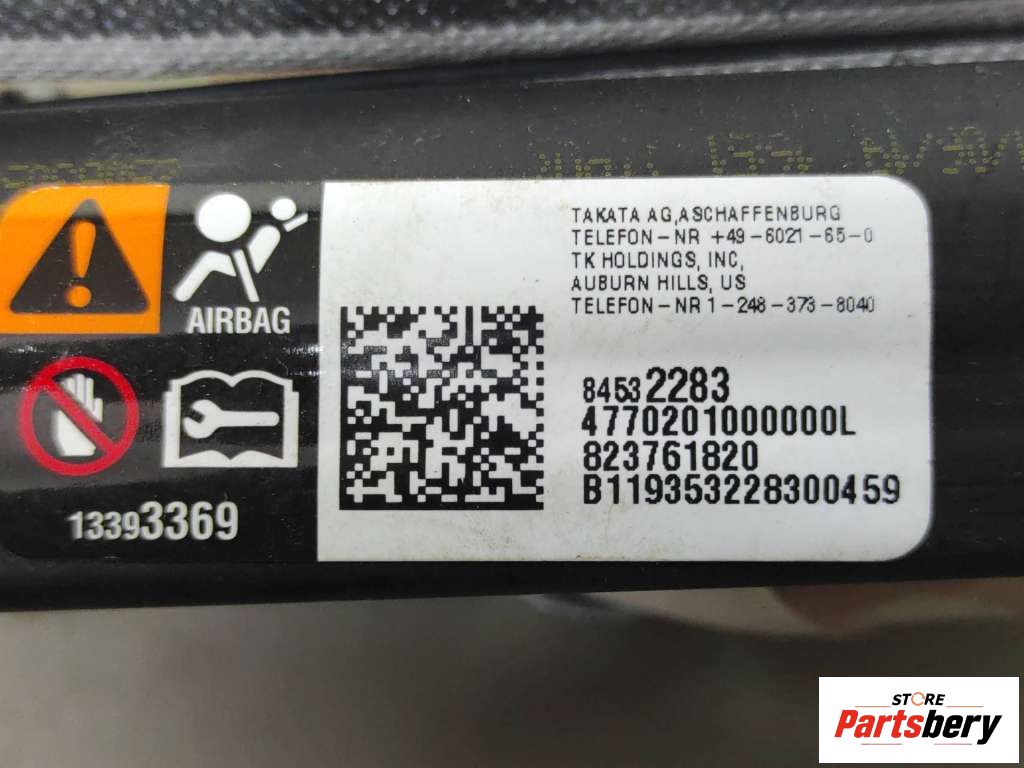 TAKATA AG,ASCHAFFENBURG
TELEFON-NR +49-6021-65-0
TK HOLDINGS, INC,
AUBURN HILLS, US
TELEFON-NR 1-248-373-8040
AIRBAG
84532283
4770201000000L
823761820
B119353228300459
13393369
STORE
Partsbery